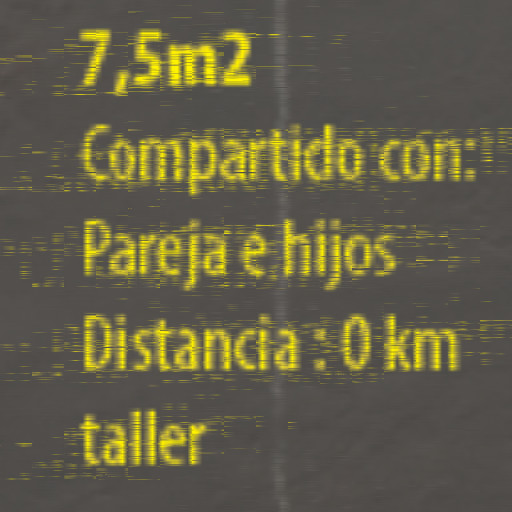 7,5m2
Compartido con:
Pareja e hijos
Distancia : 0 km
taller